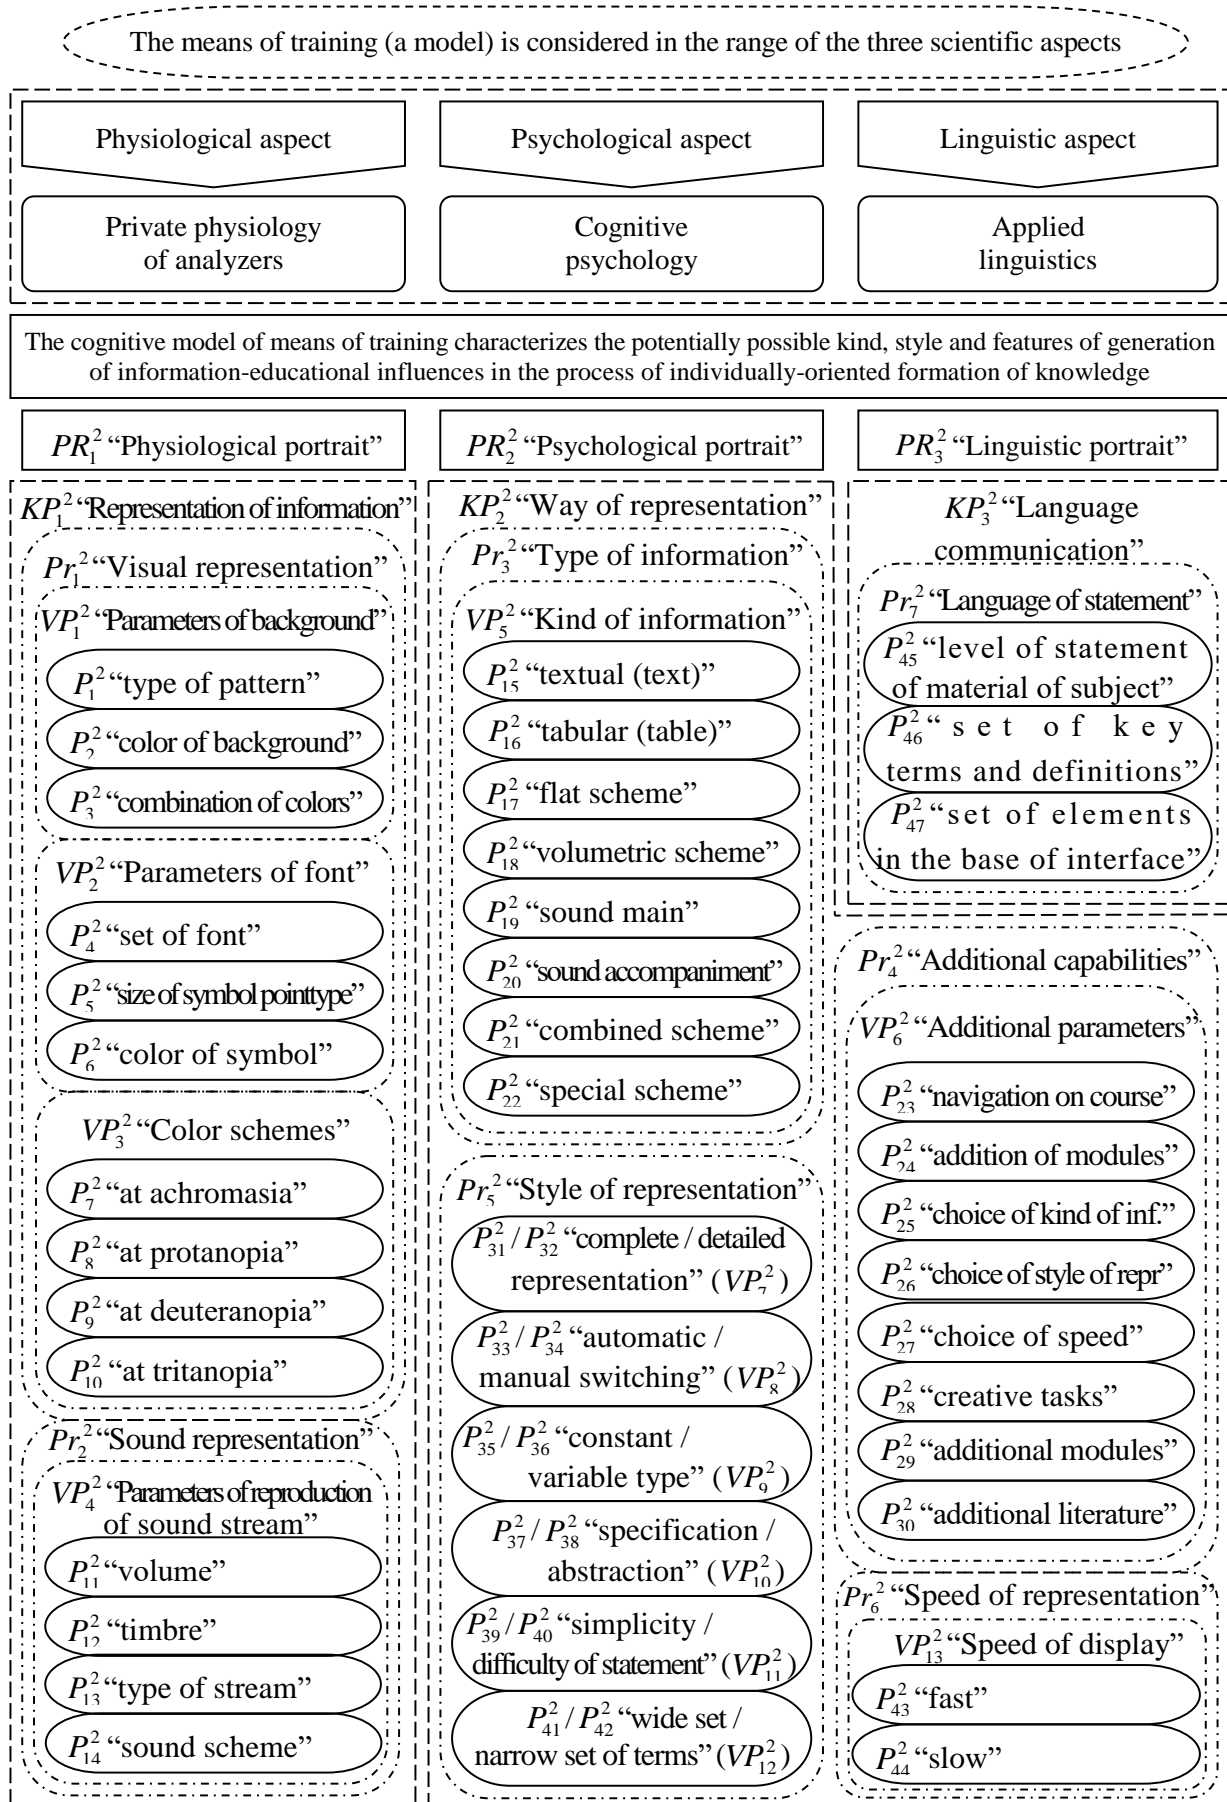 The means of training (a model) is considered in the range of the three scientific aspects
Physiological aspect
Psychological aspect
Linguistic aspect
Private physiology
of analyzers
Cognitive
psychology
Applied
linguistics
The cognitive model of means of training characterizes the potentially possible kind, style and features of generation
of information-educational influences in the process of individually-oriented formation of knowledge
PR₁² “Physiological portrait”
PR₂² “Psychological portrait”
PR₃² “Linguistic portrait”
KP₁² “Representation of information”
Pr₁² “Visual representation”
VP₁² “Parameters of background”
P₁² “type of pattern”
P₂² “color of background”
P₃² “combination of colors”
VP₂² “Parameters of font”
P₄² “set of font”
P₅² “size of symbol pointtype”
P₆² “color of symbol”
VP₃² “Color schemes”
P₇² “at achromasia”
P₈² “at protanopia”
P₉² “at deuteranopia”
P₁₀² “at tritanopia”
Pr₂² “Sound representation”
VP₄² “Parameters of reproduction
of sound stream”
P₁₁² “volume”
P₁₂² “timbre”
P₁₃² “type of stream”
P₁₄² “sound scheme”
KP₂² “Way of representation”
Pr₃² “Type of information”
VP₅² “Kind of information”
P₁₅² “textual (text)”
P₁₆² “tabular (table)”
P₁₇² “flat scheme”
P₁₈² “volumetric scheme”
P₁₉² “sound main”
P₂₀² “sound accompaniment”
P₂₁² “combined scheme”
P₂₂² “special scheme”
Pr₅² “Style of representation”
P₃₁² / P₃₂² “complete / detailed
representation” (VP₇²)
P₃₃² / P₃₄² “automatic /
manual switching” (VP₈²)
P₃₅² / P₃₆² “constant /
variable type” (VP₉²)
P₃₇² / P₃₈² “specification /
abstraction” (VP₁₀²)
P₃₉² / P₄₀² “simplicity /
difficulty of statement” (VP₁₁²)
P₄₁² / P₄₂² “wide set /
narrow set of terms” (VP₁₂²)
KP₃² “Language
communication”
Pr₇² “Language of statement”
P₄₅² “level of statement
of material of subject”
P₄₆² “set of key
terms and definitions”
P₄₇² “set of elements
in the base of interface”
Pr₄² “Additional capabilities”
VP₆² “Additional parameters”
P₂₃² “navigation on course”
P₂₄² “addition of modules”
P₂₅² “choice of kind of inf.”
P₂₆² “choice of style of repr”
P₂₇² “choice of speed”
P₂₈² “creative tasks”
P₂₉² “additional modules”
P₃₀² “additional literature”
Pr₆² “Speed of representation”
VP₁₃² “Speed of display”
P₄₃² “fast”
P₄₄² “slow”